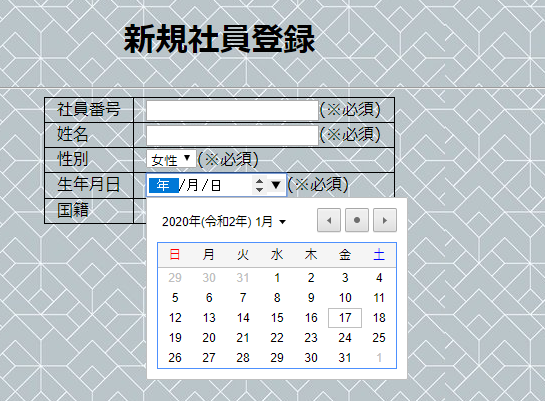 新規社員登録
社員番号 (※必須)
姓名 (※必須)
性別 女性 (※必須)
生年月日 年/月/日 (※必須)
国籍
2020年(令和2年) 1月
日 月 火 水 木 金 土
29 30 31 1 2 3 4
5 6 7 8 9 10 11
12 13 14 15 16 17 18
19 20 21 22 23 24 25
26 27 28 29 30 31 1